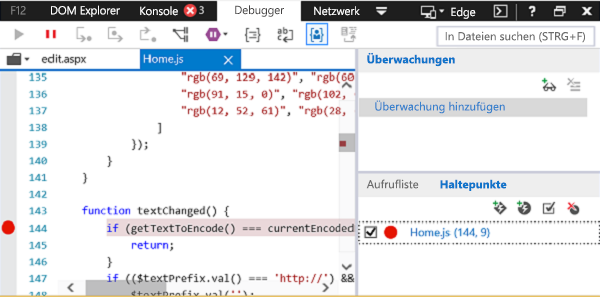 F12 DOM Explorer Konsole 3 Debugger Netzwerk Edge ?
In Dateien suchen (STRG+F)
edit.aspx Home.js X
135 "rgb(69, 129, 142)", "rgb(60
136 "rgb(91, 15, 0)", "rgb(102,
137 "rgb(12, 52, 61)", "rgb(28,
138 ]
139 });
140 }
141 }
142
143 function textChanged() {
144 if (getTextToEncode() === currentEncoded
145 return;
146 }
147 if (($textPrefix.val() === 'http://') &&
148 $textPrefix.val('');
Überwachungen
Überwachung hinzufügen
Aufrufliste Haltepunkte
Home.js (144, 9)